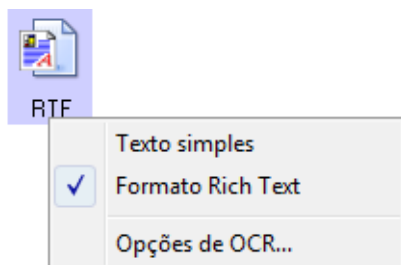 RTF
Texto simples
Formato Rich Text
Opções de OCR...